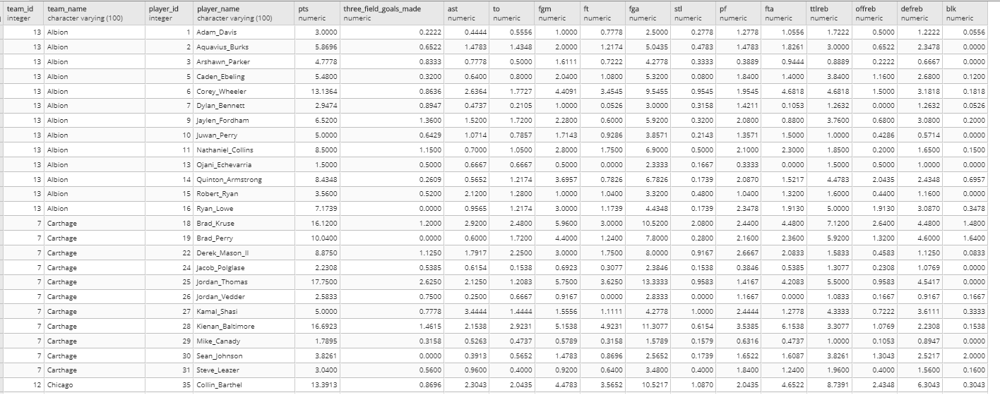 team_id team_name player_id player_name pts three_field_goals_made ast to fgm ft fga stl pf fta ttlreb offreb defreb blk
integer character varying (100) integer character varying (100) numeric numeric numeric numeric numeric numeric numeric numeric numeric numeric numeric numeric numeric numeric
13 Albion 1 Adam_Davis 3.0000 0.2222 0.4444 0.5556 1.0000 0.7778 2.5000 0.2778 1.2778 1.0556 1.7222 0.5000 1.2222 0.0556
13 Albion 2 Aquavius_Burks 5.8696 0.6522 1.4783 1.4348 2.0000 1.2174 5.0435 0.4783 1.4783 1.8261 3.0000 0.6522 2.3478 0.0000
13 Albion 3 Arshawn_Parker 4.7778 0.8333 0.7778 0.5000 1.6111 0.7222 4.2778 0.3333 0.3889 0.9444 0.8889 0.2222 0.6667 0.0000
13 Albion 5 Caden_Ebeling 5.4800 0.3200 0.6400 0.8000 2.0400 1.0800 5.3200 0.0800 1.8400 1.4000 3.8400 1.1600 2.6800 0.1200
13 Albion 6 Corey_Wheeler 13.1364 0.8636 2.6364 1.7727 4.4091 3.4545 9.5455 0.9545 1.9545 4.6818 4.6818 1.5000 3.1818 0.1818
13 Albion 7 Dylan_Bennett 2.9474 0.8947 0.4737 0.2105 1.0000 0.0526 3.0000 0.3158 1.4211 0.1053 1.2632 0.0000 1.2632 0.0526
13 Albion 9 Jaylen_Fordham 6.5200 1.3600 1.5200 1.7200 2.2800 0.6000 5.9200 0.3200 2.0800 0.8800 3.7600 0.6800 3.0800 0.2000
13 Albion 10 Juwan_Perry 5.0000 0.6429 1.0714 0.7857 1.7143 0.9286 3.8571 0.2143 1.3571 1.5000 1.0000 0.4286 0.5714 0.0000
13 Albion 11 Nathaniel_Collins 8.5000 1.1500 0.7000 1.0500 2.8000 1.7500 6.9000 0.5000 2.1000 2.3000 1.8500 0.2000 1.6500 0.1500
13 Albion 13 Ojani_Echevarria 1.5000 0.5000 0.6667 0.6667 0.5000 0.0000 2.3333 0.1667 0.3333 0.0000 1.5000 0.5000 1.0000 0.0000
13 Albion 14 Quinton_Armstrong 8.4348 0.2609 0.5652 1.2174 3.6957 0.7826 6.7826 0.1739 2.0870 1.5217 4.4783 2.0435 2.4348 0.6957
13 Albion 15 Robert_Ryan 3.5600 0.5200 2.1200 1.2800 1.0000 1.0400 3.3200 0.4800 1.0400 1.3200 1.6000 0.4400 1.1600 0.0000
13 Albion 16 Ryan_Lowe 7.1739 0.0000 0.9565 1.2174 3.0000 1.1739 4.4348 0.1739 2.3478 1.9130 5.0000 1.9130 3.0870 0.3478
7 Carthage 18 Brad_Kruse 16.1200 1.2000 2.9200 2.4800 5.9600 3.0000 10.5200 2.0800 2.4400 4.4800 7.1200 2.6400 4.4800 1.4800
7 Carthage 19 Brad_Perry 10.0400 0.0000 0.6000 1.7200 4.4000 1.2400 7.8000 0.2800 2.1600 2.3600 5.9200 1.3200 4.6000 1.6400
7 Carthage 22 Derek_Mason_II 8.8750 1.1250 1.7917 2.2500 3.0000 1.7500 8.0000 0.9167 2.6667 2.0833 1.5833 0.4583 1.1250 0.0833
7 Carthage 24 Jacob_Polglase 2.2308 0.5385 0.6154 0.1538 0.6923 0.3077 2.3846 0.1538 0.3846 0.5385 1.3077 0.2308 1.0769 0.0000
7 Carthage 25 Jordan_Thomas 17.7500 2.6250 2.1250 1.2083 5.7500 3.6250 13.3333 0.9583 1.4167 4.2083 5.5000 0.9583 4.5417 0.0000
7 Carthage 26 Jordan_Vedder 2.5833 0.7500 0.2500 0.6667 0.9167 0.0000 2.8333 0.0000 1.1667 0.0000 1.0833 0.1667 0.9167 0.1667
7 Carthage 27 Kamal_Shasi 5.0000 0.7778 3.4444 1.4444 1.5556 1.1111 4.2778 1.0000 2.4444 1.2778 4.3333 0.7222 3.6111 0.3333
7 Carthage 28 Kienan_Baltimore 16.6923 1.4615 2.1538 2.9231 5.1538 4.9231 11.3077 0.6154 3.5385 6.1538 3.3077 1.0769 2.2308 0.1538
7 Carthage 29 Mike_Canady 1.7895 0.3158 0.5263 0.4737 0.5789 0.3158 1.5789 0.1579 0.6316 0.4737 1.0000 0.1053 0.8947 0.0000
7 Carthage 30 Sean_Johnson 3.8261 0.0000 0.3913 0.5652 1.4783 0.8696 2.5652 0.1739 1.6522 1.6087 3.8261 1.3043 2.5217 2.0000
7 Carthage 31 Steve_Leazer 3.0400 0.5600 0.9600 0.4000 0.9200 0.6400 3.4800 0.4000 1.8400 1.2400 1.9600 0.4000 1.5600 0.1600
12 Chicago 35 Collin_Barthel 13.3913 0.8696 2.3043 2.0435 4.4783 3.5652 10.5217 1.0870 2.0435 4.6522 8.7391 2.4348 6.3043 0.3043